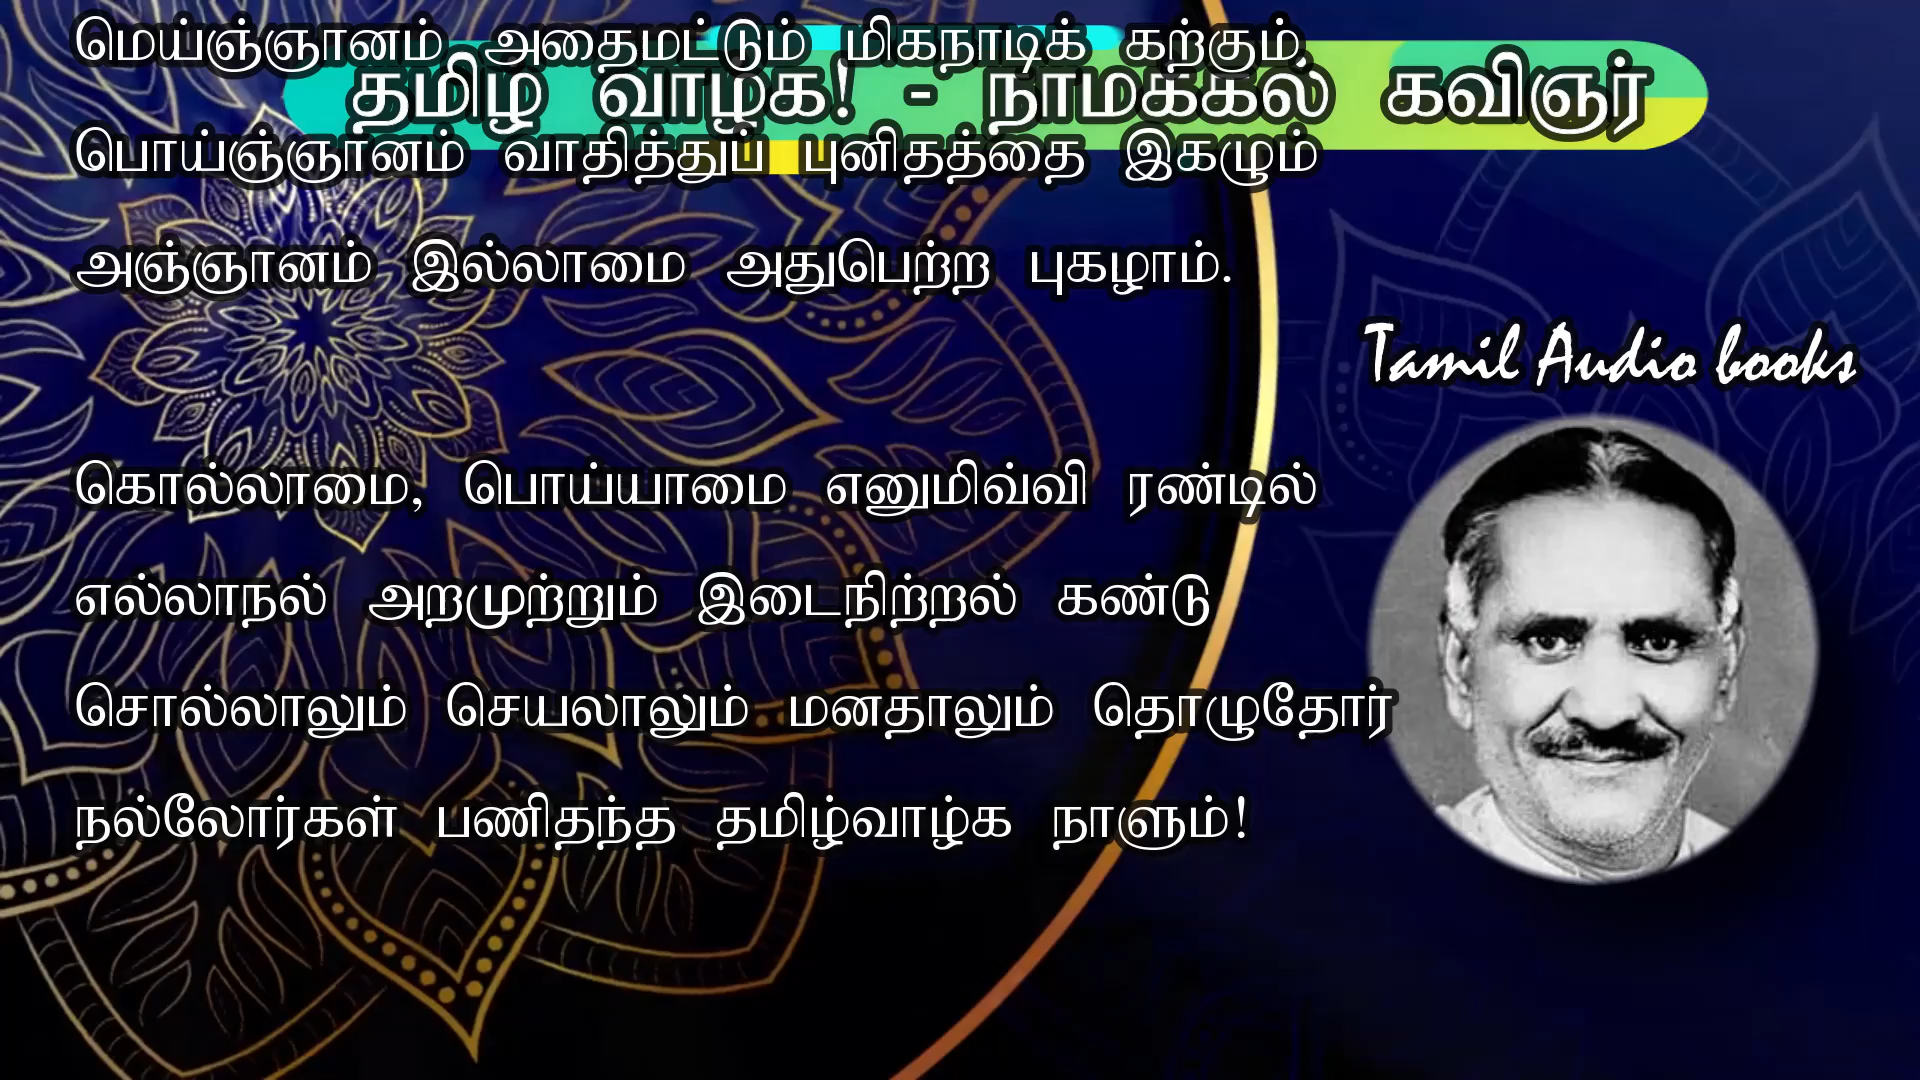 மெய்ஞ்ஞானம் அதைமட்டும் மிகநாடிக் கற்கும்
தமிழ் வாழ்க! - நாமக்கல் கவிஞர்
பொய்ஞ்ஞானம் வாதித்துப் புனிதத்தை இகழும்
அஞ்ஞானம் இல்லாமை அதுபெற்ற புகழாம்.
Tamil Audio books
கொல்லாமை, பொய்யாமை எனுமிவ்வி ரண்டில்
எல்லாநல் அறமுற்றும் இடைநிற்றல் கண்டு
சொல்லாலும் செயலாலும் மனதாலும் தொழுதோர்
நல்லோர்கள் பணிதந்த தமிழ்வாழ்க நாளும்!